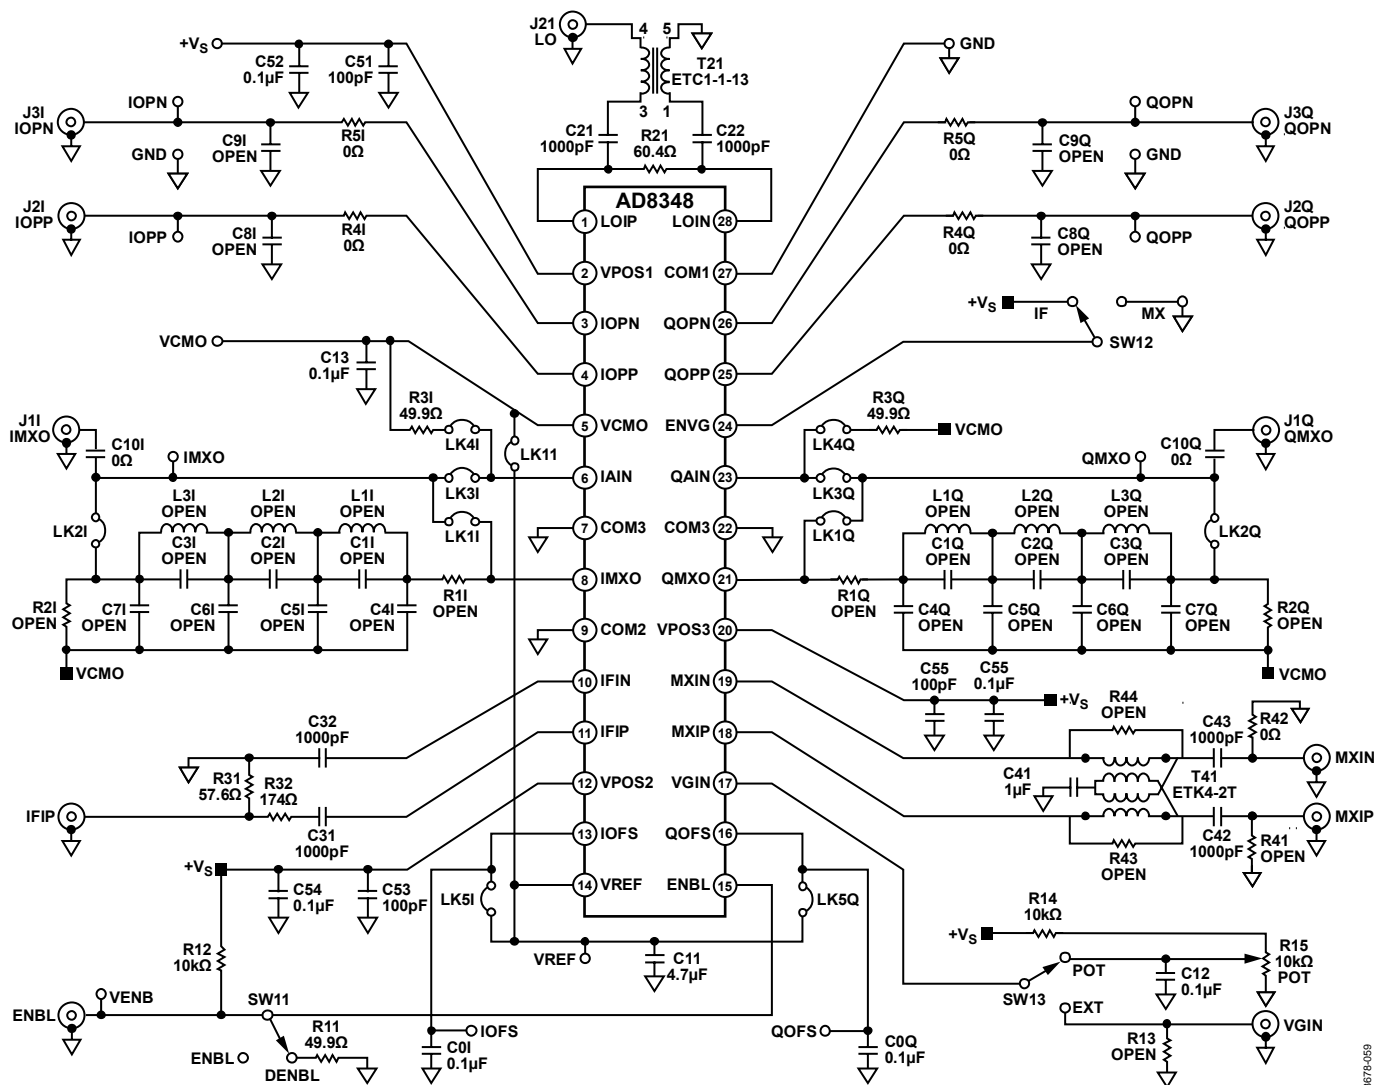 J21
LO
4 5
T21
ETC1-1-13
3 1
+VS
C52
0.1µF
C51
100pF
GND
J3I
IOPN
IOPN
C9I
OPEN
R5I
0Ω
GND
C21
1000pF
R21
60.4Ω
C22
1000pF
R5Q
0Ω
C9Q
OPEN
QOPN
GND
J3Q
QOPN
J2I
IOPP
IOPP
C8I
OPEN
R4I
0Ω
R4Q
0Ω
C8Q
OPEN
QOPP
J2Q
QOPP
AD8348
1 LOIP
LOIN 28
2 VPOS1
COM1 27
3 IOPN
QOPN 26
4 IOPP
QOPP 25
5 VCMO
ENVG 24
6 IAIN
QAIN 23
7 COM3
COM3 22
8 IMXO
QMXO 21
9 COM2
VPOS3 20
10 IFIN
MXIN 19
11 IFIP
MXIP 18
12 VPOS2
VGIN 17
13 IOFS
QOFS 16
14 VREF
ENBL 15
+VS
IF
MX
SW12
VCMO
C13
0.1µF
R3I
49.9Ω
LK4I
LK11
LK3I
LK1I
J1I
IMXO
C10I
0Ω
IMXO
LK2I
L3I
OPEN
L2I
OPEN
L1I
OPEN
C3I
OPEN
C2I
OPEN
C1I
OPEN
R1I
OPEN
R2I
OPEN
C7I
OPEN
C6I
OPEN
C5I
OPEN
C4I
OPEN
VCMO
R3Q
49.9Ω
LK4Q
VCMO
LK3Q
LK1Q
QMXO
C10Q
0Ω
J1Q
QMXO
L1Q
OPEN
L2Q
OPEN
L3Q
OPEN
LK2Q
C1Q
OPEN
C2Q
OPEN
C3Q
OPEN
R1Q
OPEN
C4Q
OPEN
C5Q
OPEN
C6Q
OPEN
C7Q
OPEN
R2Q
OPEN
VCMO
C55
100pF
C55
0.1µF
+VS
C32
1000pF
R31
57.6Ω
R32
174Ω
C31
1000pF
IFIP
R44
OPEN
C43
1000pF
R42
0Ω
MXIN
C41
1µF
T41
ETK4-2T
MXIP
R43
OPEN
C42
1000pF
R41
OPEN
+VS
C54
0.1µF
C53
100pF
LK5I
LK5Q
VREF
C11
4.7µF
R12
10kΩ
ENBL
VENB
SW11
R11
49.9Ω
ENBL
DENBL
IOFS
C0I
0.1µF
QOFS
C0Q
0.1µF
R14
10kΩ
+VS
R15
10kΩ
POT
POT
SW13
C12
0.1µF
EXT
R13
OPEN
VGIN